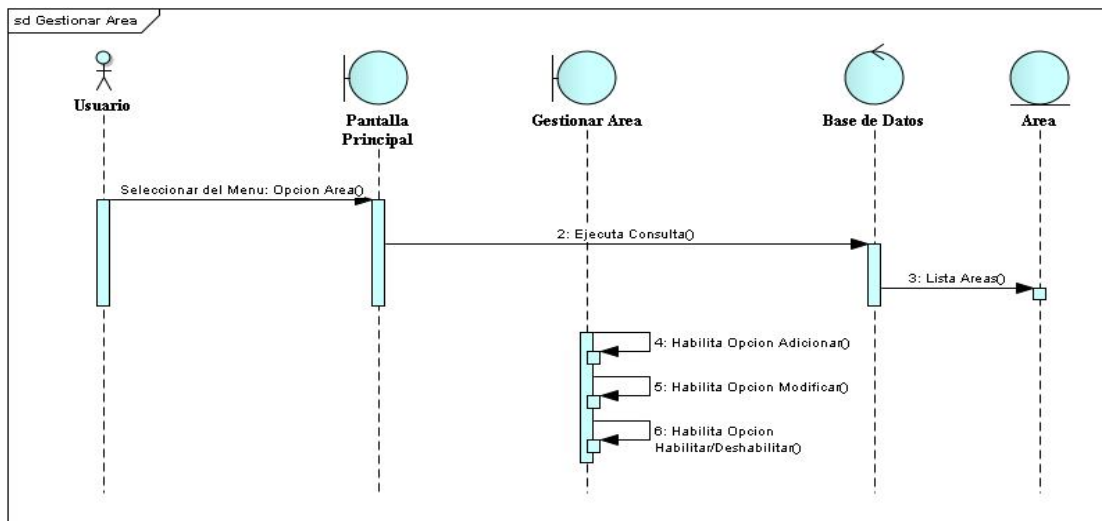 sd Gestionar Area
Usuario
Pantalla
Principal
Gestionar Area
Base de Datos
Area
Seleccionar del Menu: Opcion Area()
2: Ejecuta Consulta()
3: Lista Areas()
4: Habilita Opcion Adicionar()
5: Habilita Opcion Modificar()
6: Habilita Opcion
Habilitar/Deshabilitar()